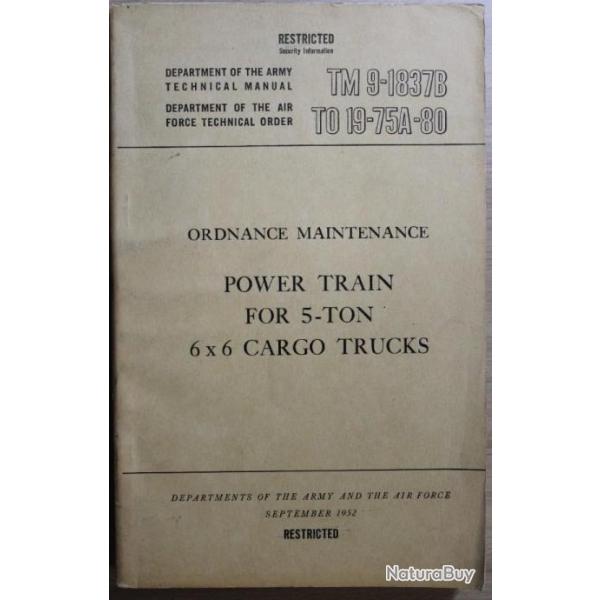 RESTRICTED
Security Information
DEPARTMENT OF THE ARMY
TECHNICAL MANUAL
TM 9-1837B
DEPARTMENT OF THE AIR
FORCE TECHNICAL ORDER
TO 19-75A-80
ORDNANCE MAINTENANCE
POWER TRAIN
FOR 5-TON
6 x 6 CARGO TRUCKS
DEPARTMENTS OF THE ARMY AND THE AIR FORCE
SEPTEMBER 1952
RESTRICTED
NaturaBuy